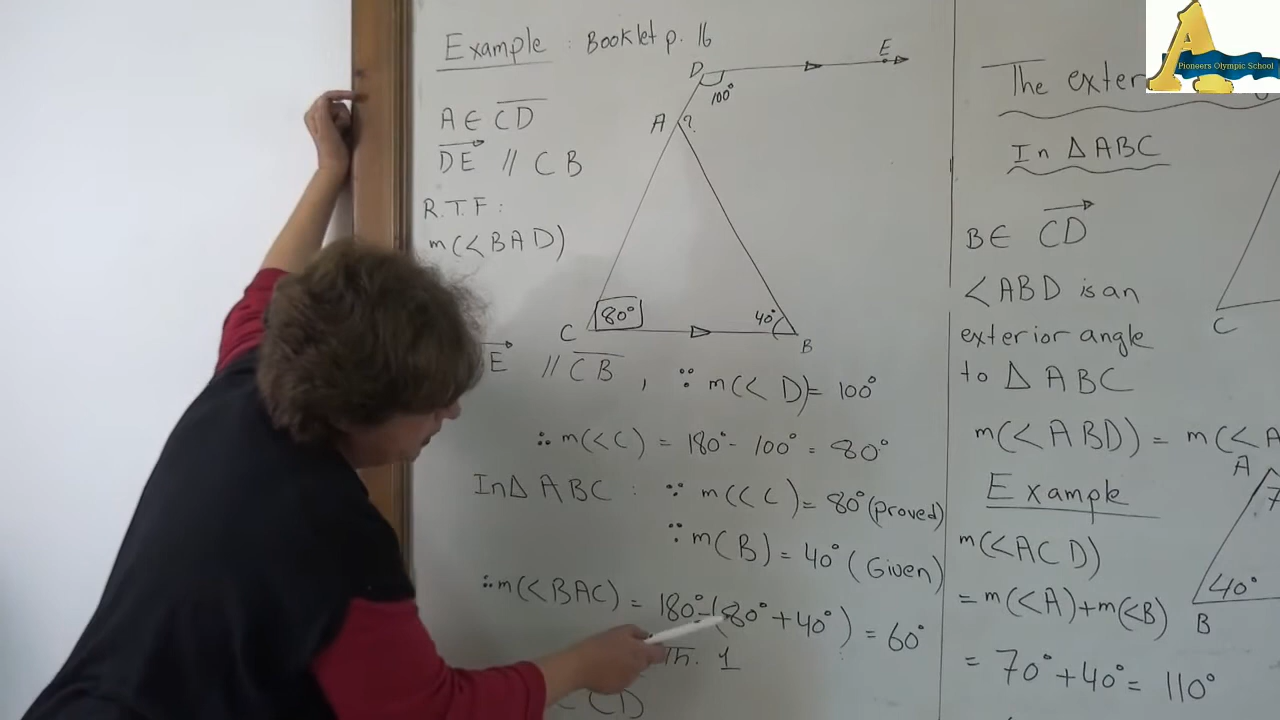 Example : Booklet p. 16
A ∈ CD
DE // CB
R.T.F :
m(<BAD)
D
E
100°
A
?
80°
40°
C
B
E // CB , ∵ m(< D)= 100°
∴ m(<C) = 180° - 100° = 80°
In Δ ABC : ∵ m(<C) = 80° (proved)
∵ m(B) = 40° (Given)
∴ m(<BAC) = 180° - (80° + 40°) = 60°
Th. 1
CD
The exter
In Δ ABC
B ∈ CD
<ABD is an
exterior angle
to Δ ABC
m(<ABD) = m(<A
C
Example
m(<ACD)
= m(<A) + m(<B)
= 70° + 40° = 110°
A
7
40°
B
Pioneers Olympic School